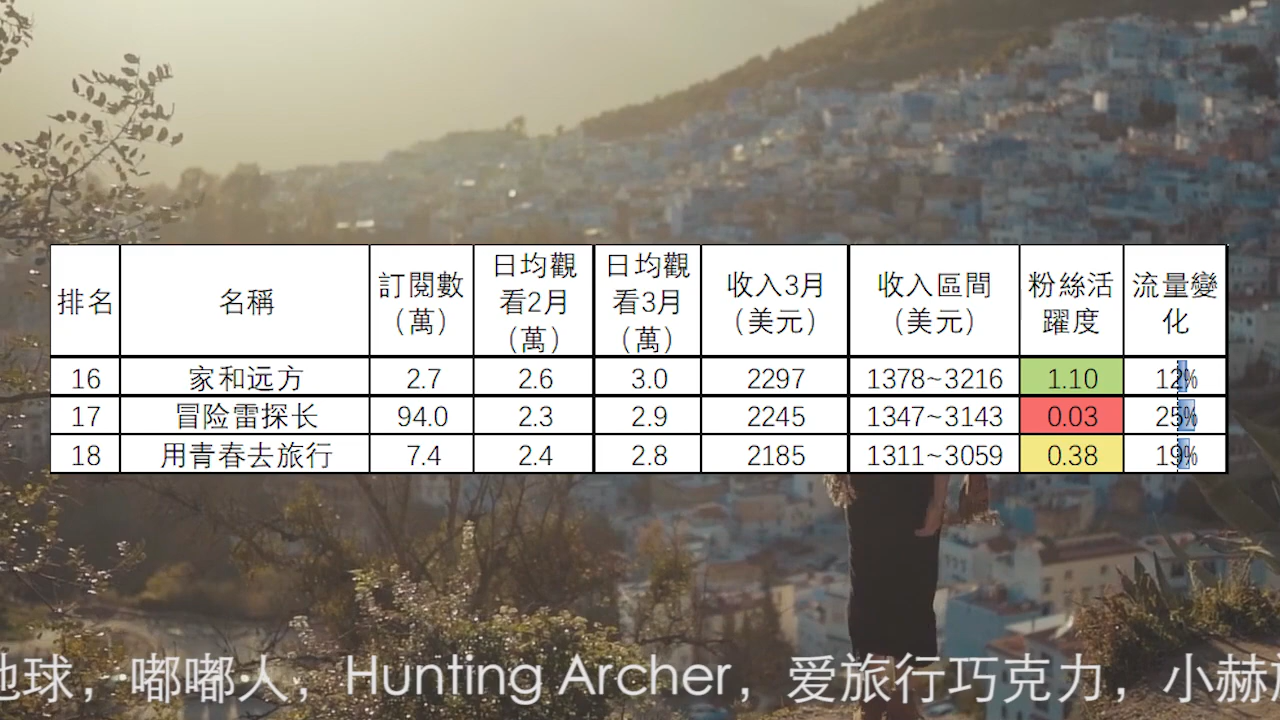 排名 名稱 訂閱數（萬） 日均觀看2月（萬） 日均觀看3月（萬） 收入3月（美元） 收入區間（美元） 粉絲活躍度 流量變化
16 家和远方 2.7 2.6 3.0 2297 1378~3216 1.10 12%
17 冒险雷探长 94.0 2.3 2.9 2245 1347~3143 0.03 25%
18 用青春去旅行 7.4 2.4 2.8 2185 1311~3059 0.38 19%
地球，嘟嘟人，Hunting Archer，爱旅行巧克力，小赫